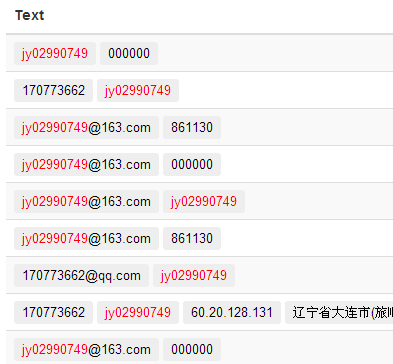 Text
jy02990749 000000
170773662 jy02990749
jy02990749@163.com 861130
jy02990749@163.com 000000
jy02990749@163.com jy02990749
jy02990749@163.com 861130
170773662@qq.com jy02990749
170773662 jy02990749 60.20.128.131 辽宁省大连市(旅
jy02990749@163.com 000000